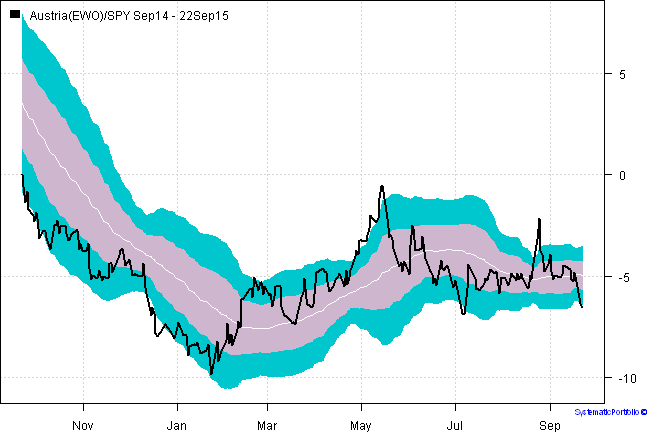 Austria(EWO)/SPY Sep14 - 22Sep15
5
0
-5
-10
Nov Jan Mar May Jul Sep
SystematicPortfolio ©